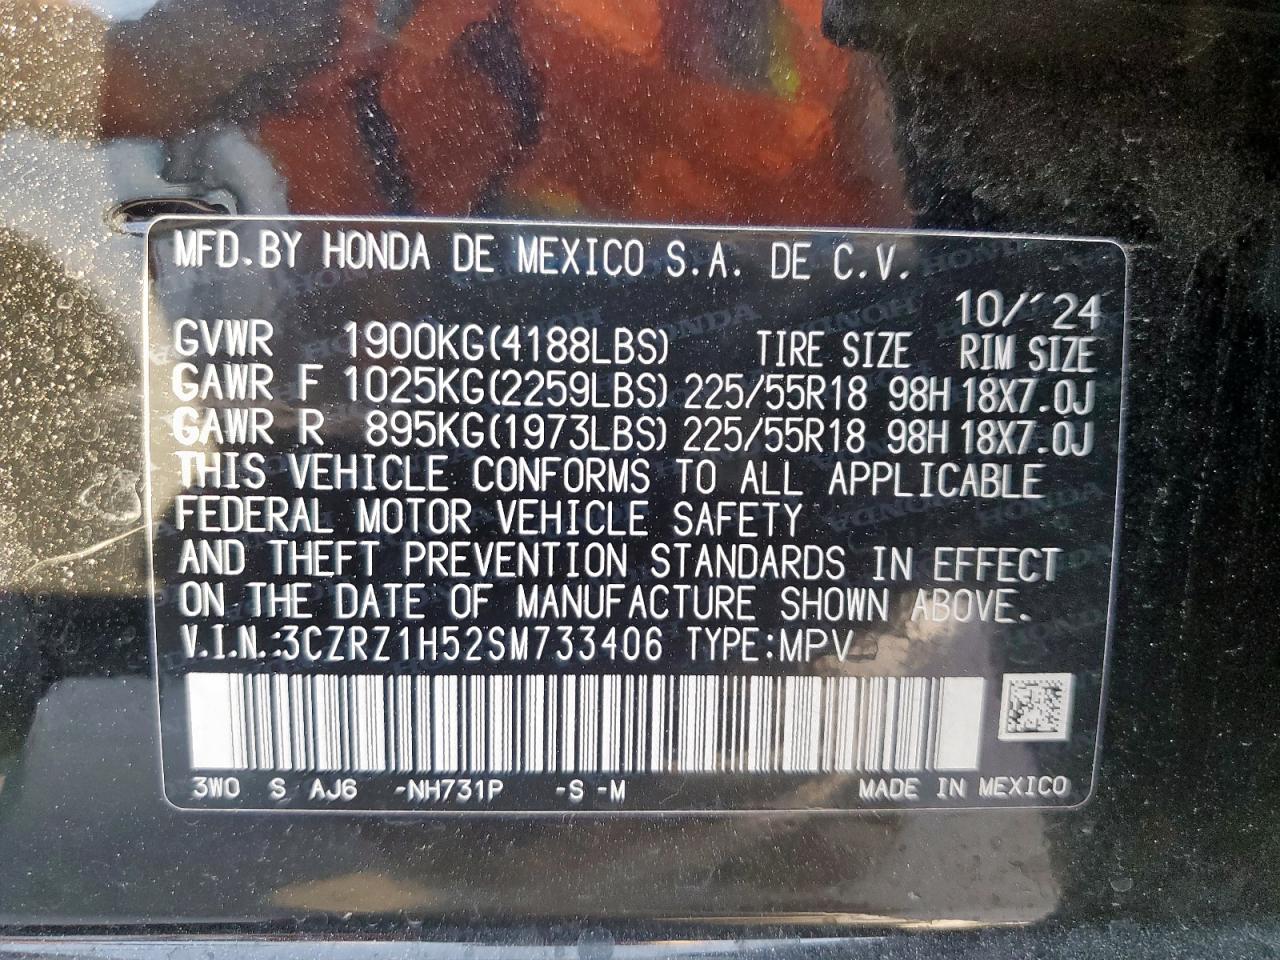 MFD.BY HONDA DE MEXICO S.A. DE C.V.
10/´24
GVWR 1900KG(4188LBS) TIRE SIZE RIM SIZE
GAWR F 1025KG(2259LBS) 225/55R18 98H 18X7.0J
GAWR R 895KG(1973LBS) 225/55R18 98H 18X7.0J
THIS VEHICLE CONFORMS TO ALL APPLICABLE
FEDERAL MOTOR VEHICLE SAFETY
AND THEFT PREVENTION STANDARDS IN EFFECT
ON THE DATE OF MANUFACTURE SHOWN ABOVE.
V.I.N.:3CZRZ1H52SM733406 TYPE:MPV
3WO S AJ6 -NH731P -S -M MADE IN MEXICO